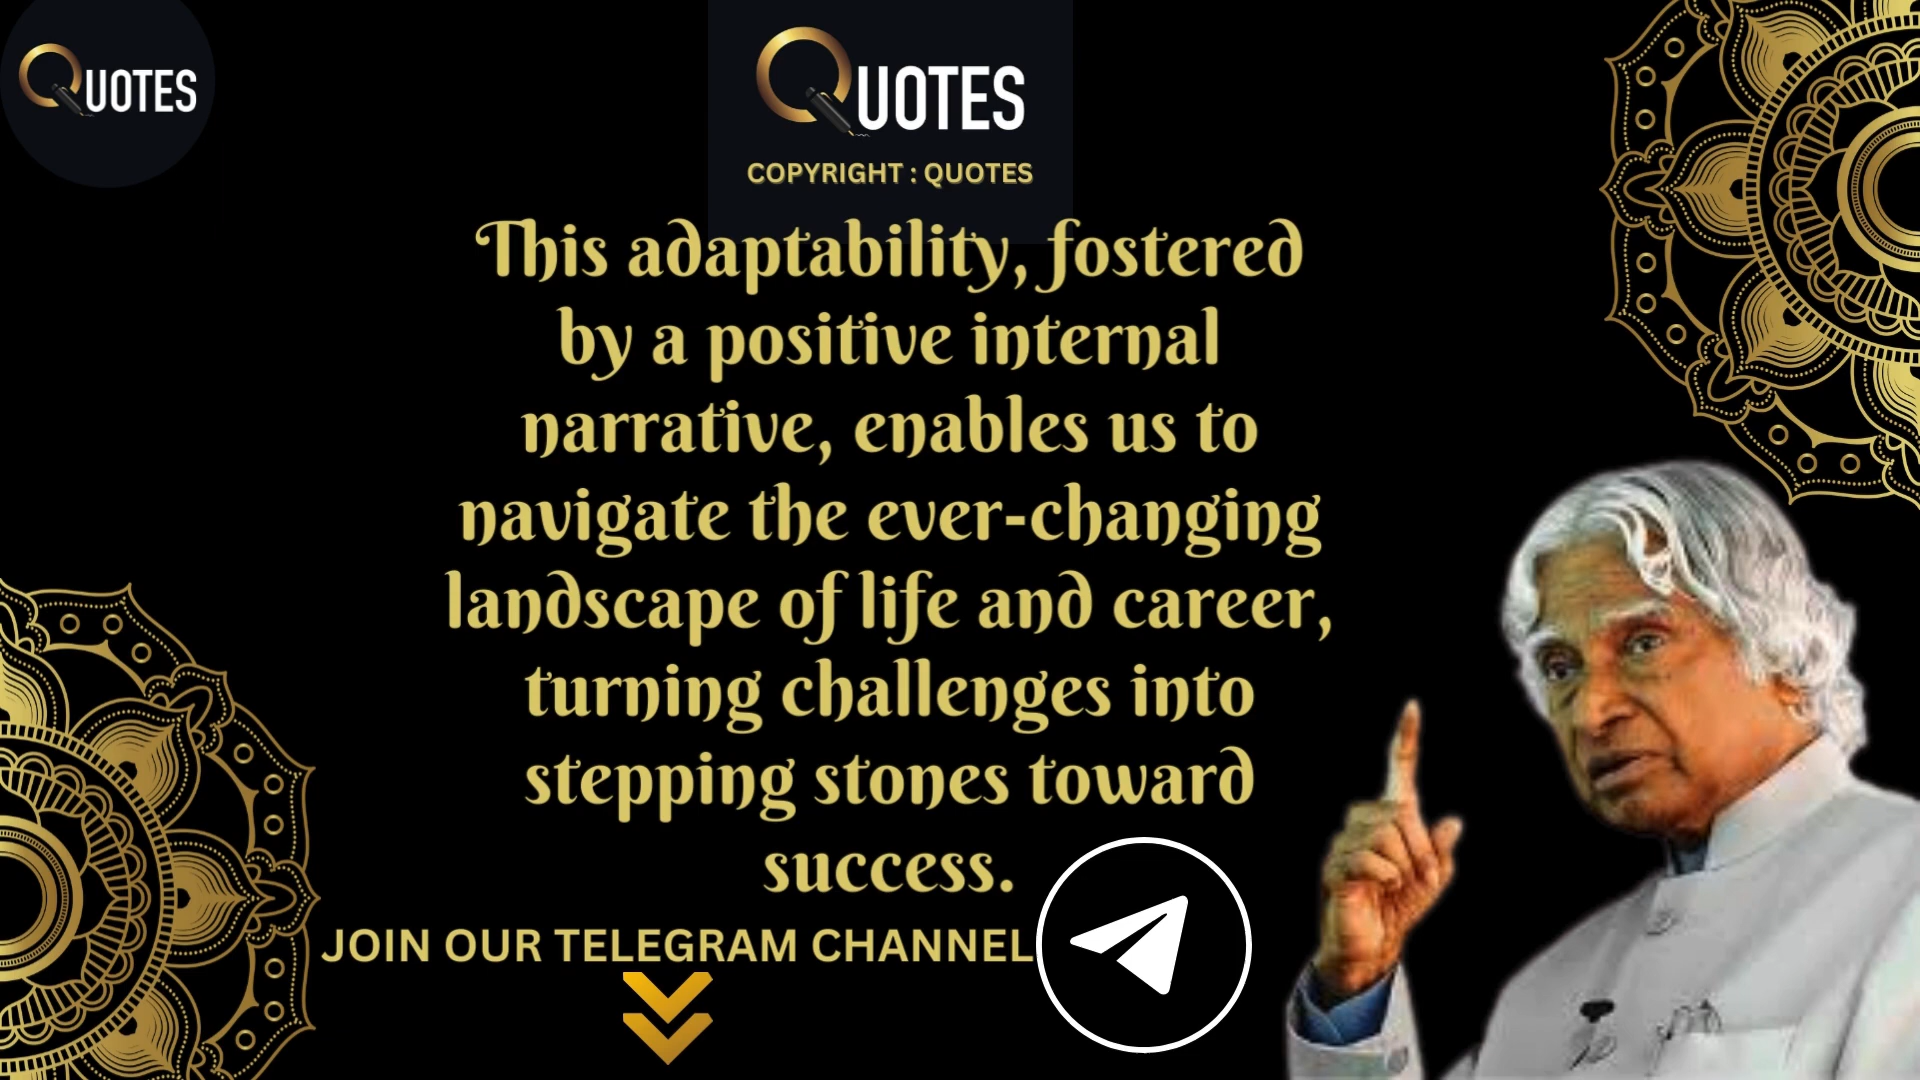 QUOTES
QUOTES
COPYRIGHT : QUOTES
This adaptability, fostered
by a positive internal
narrative, enables us to
navigate the ever-changing
landscape of life and career,
turning challenges into
stepping stones toward
success.
JOIN OUR TELEGRAM CHANNEL